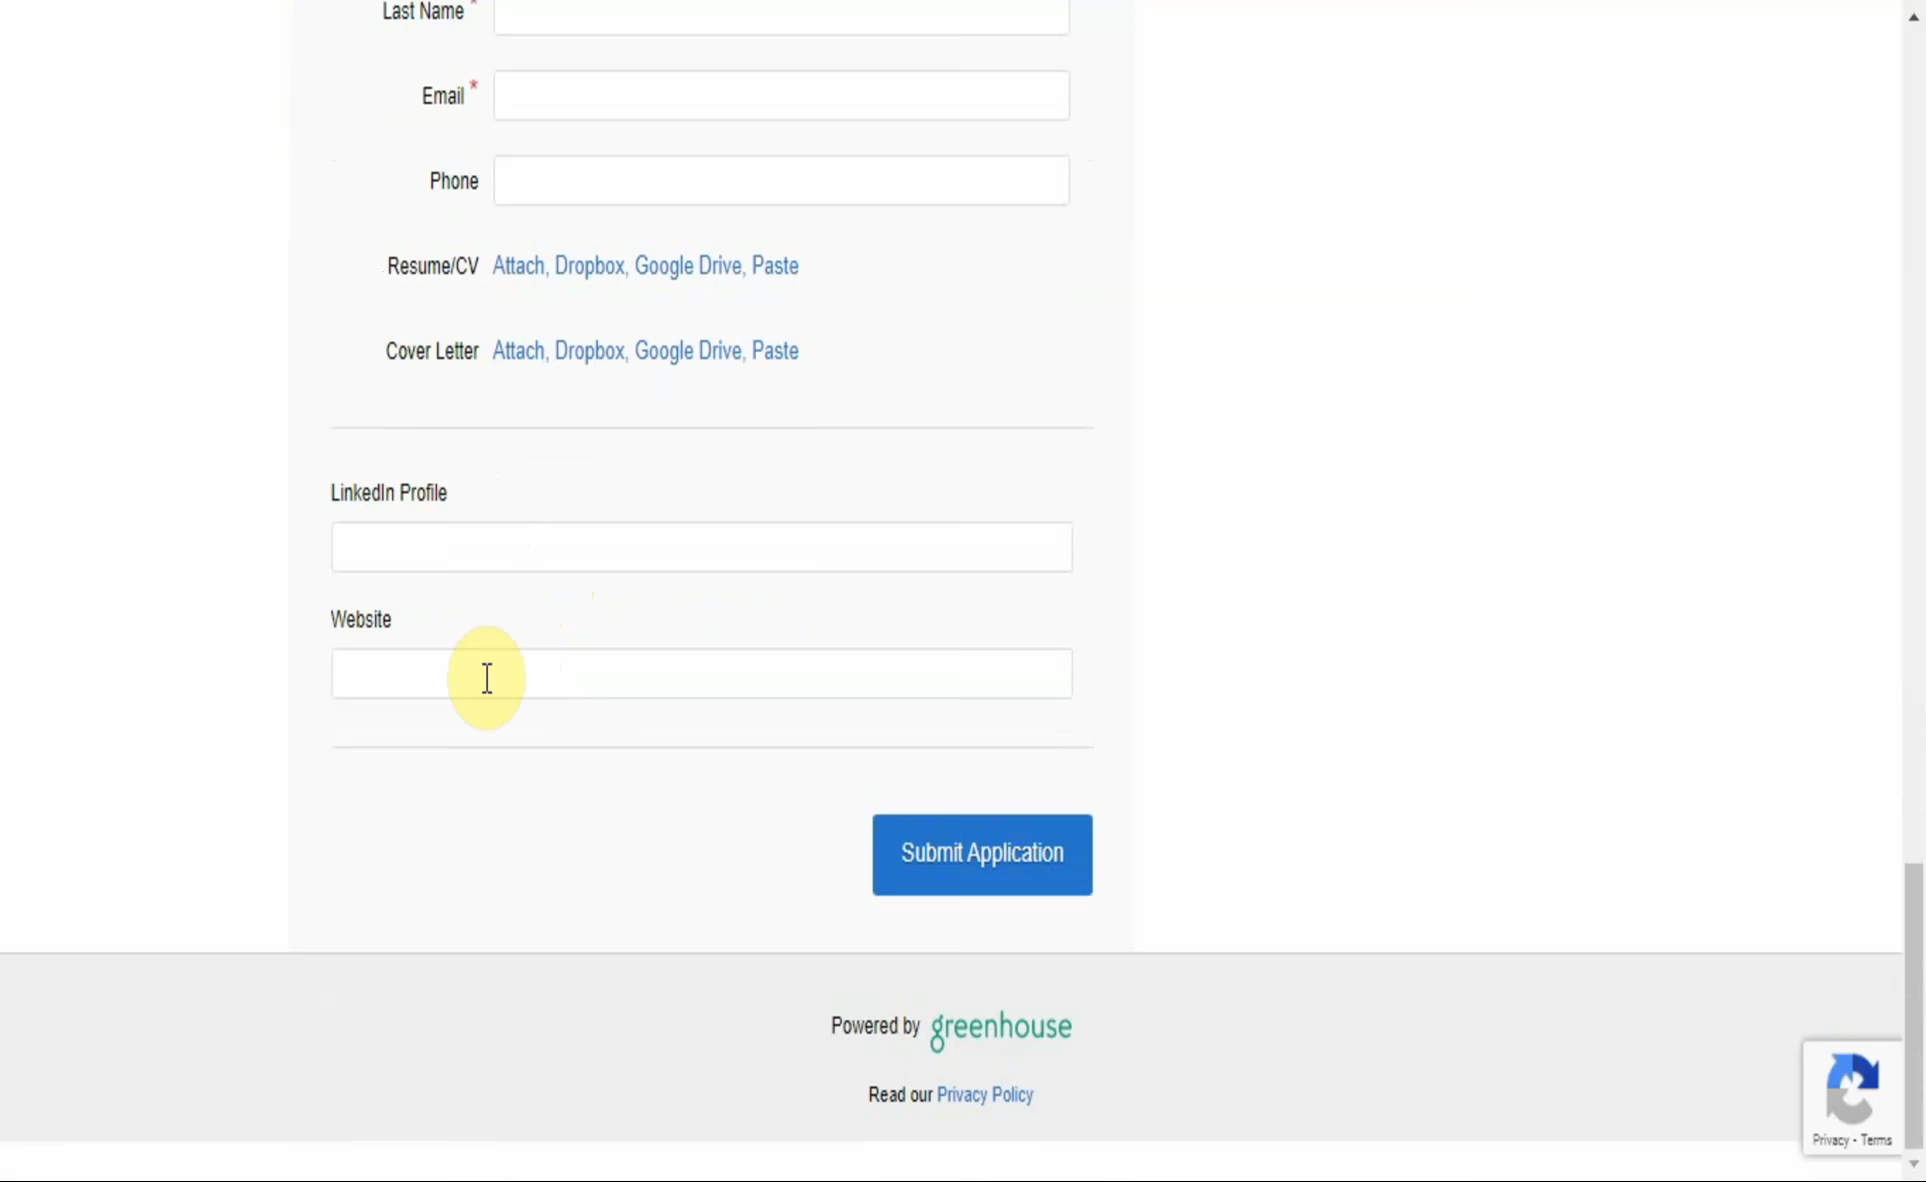 Last Name *
Email *
Phone
Resume/CV Attach, Dropbox, Google Drive, Paste
Cover Letter Attach, Dropbox, Google Drive, Paste
LinkedIn Profile
Website
Submit Application
Powered by greenhouse
Read our Privacy Policy
Privacy - Terms